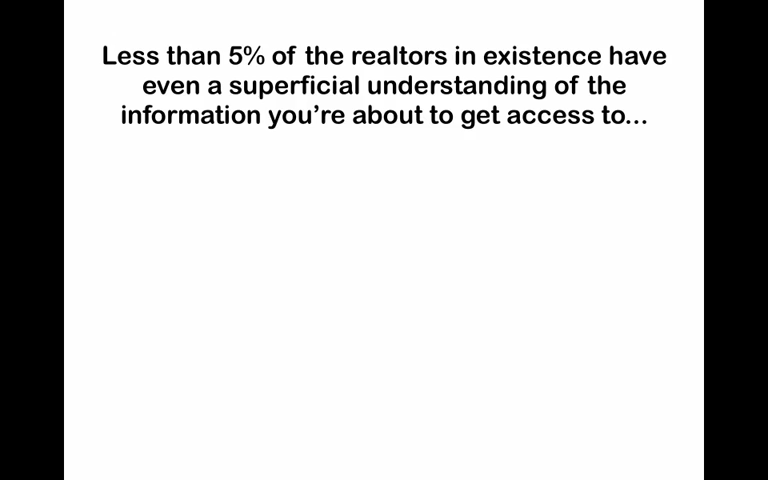 Less than 5% of the realtors in existence have
even a superficial understanding of the
information you’re about to get access to...